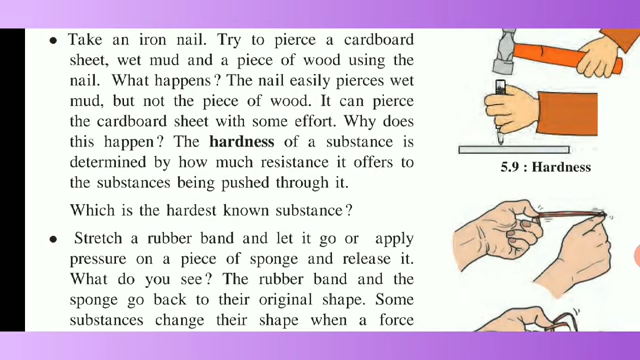 ● Take an iron nail. Try to pierce a cardboard
sheet, wet mud and a piece of wood using the
nail. What happens? The nail easily pierces wet
mud, but not the piece of wood. It can pierce
the cardboard sheet with some effort. Why does
this happen? The hardness of a substance is
determined by how much resistance it offers to
the substances being pushed through it.
Which is the hardest known substance?
● Stretch a rubber band and let it go or apply
pressure on a piece of sponge and release it.
What do you see? The rubber band and the
sponge go back to their original shape. Some
substances change their shape when a force
5.9 : Hardness